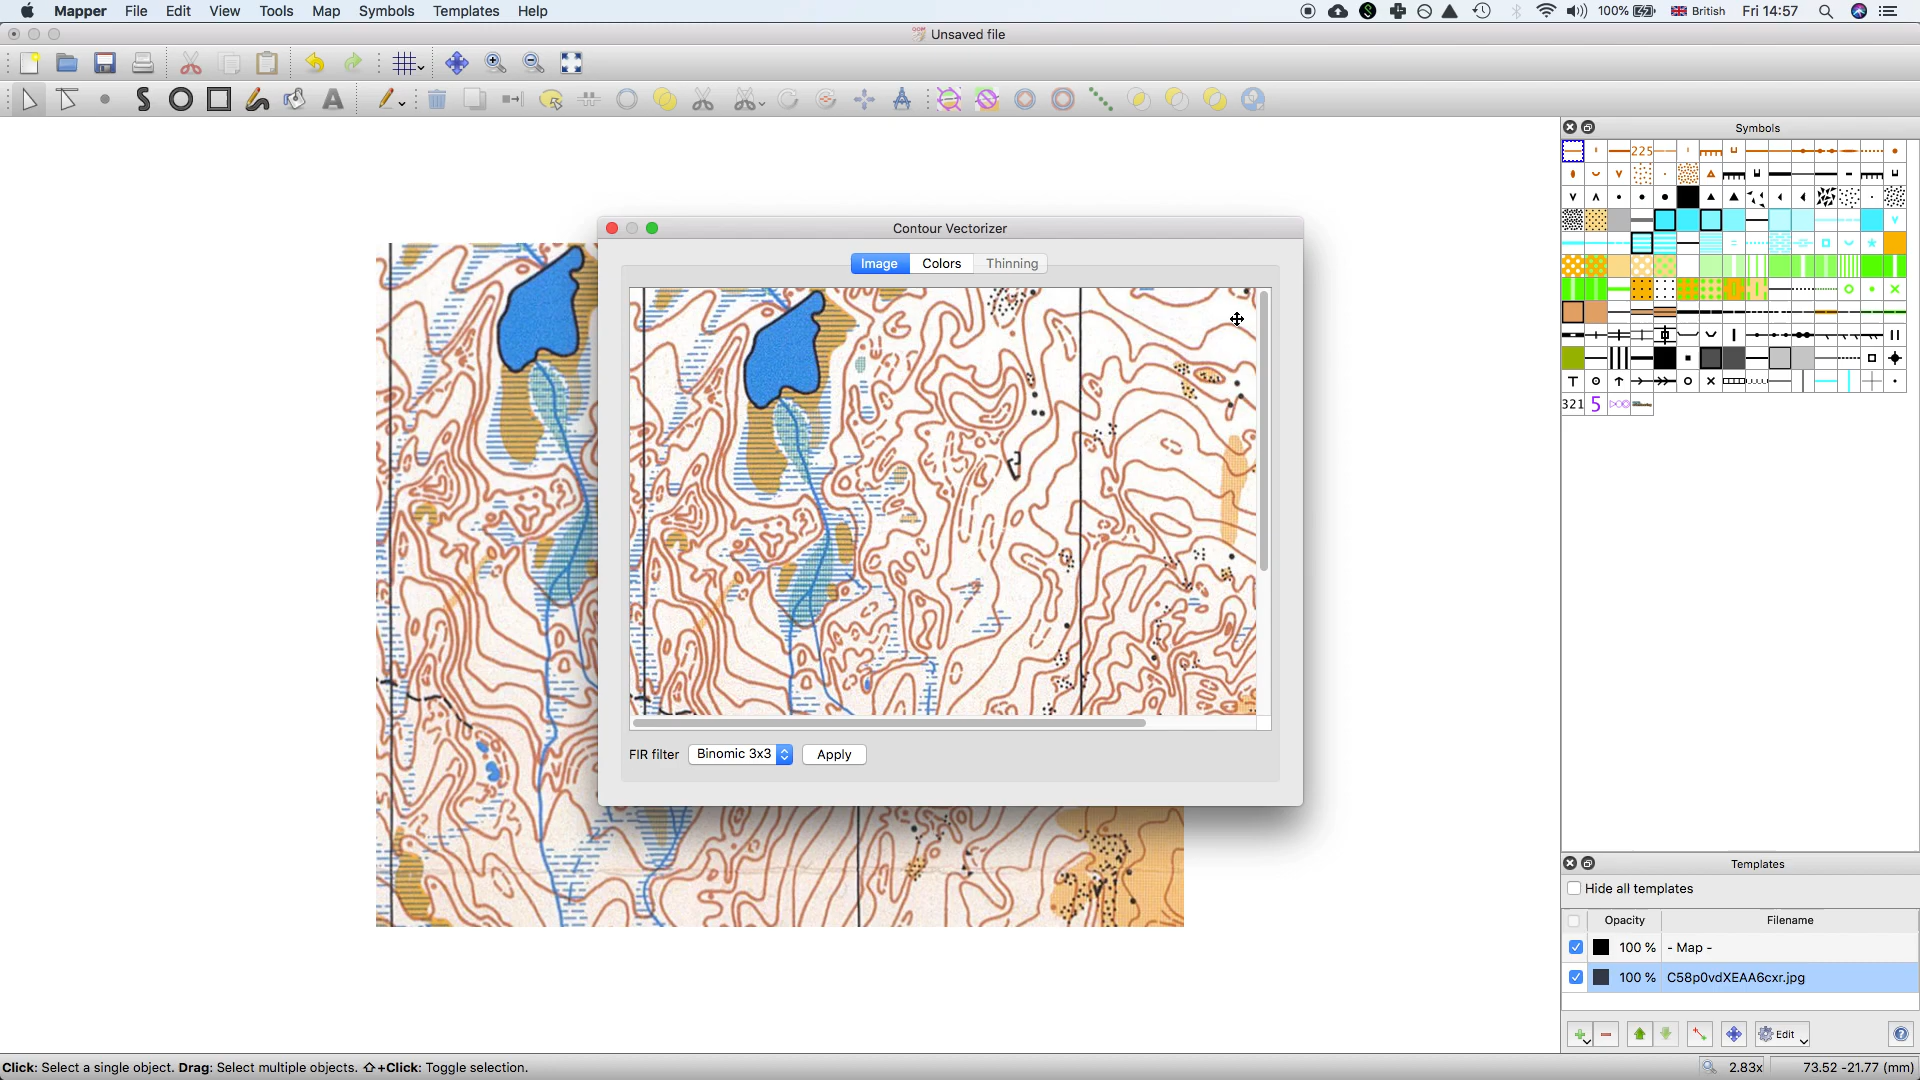 Mapper File Edit View Tools Map Symbols Templates Help 100% British Fri 14:57
Unsaved file
Symbols
225
Contour Vectorizer
Image Colors Thinning
321 5
FIR filter Binomic 3x3 Apply
Templates
Hide all templates
Opacity Filename
100 % - Map -
100 % C58p0vdXEAA6cxr.jpg
Edit
Click: Select a single object. Drag: Select multiple objects. ⇧+Click: Toggle selection. 2.83x 73.52 -21.77 (mm)